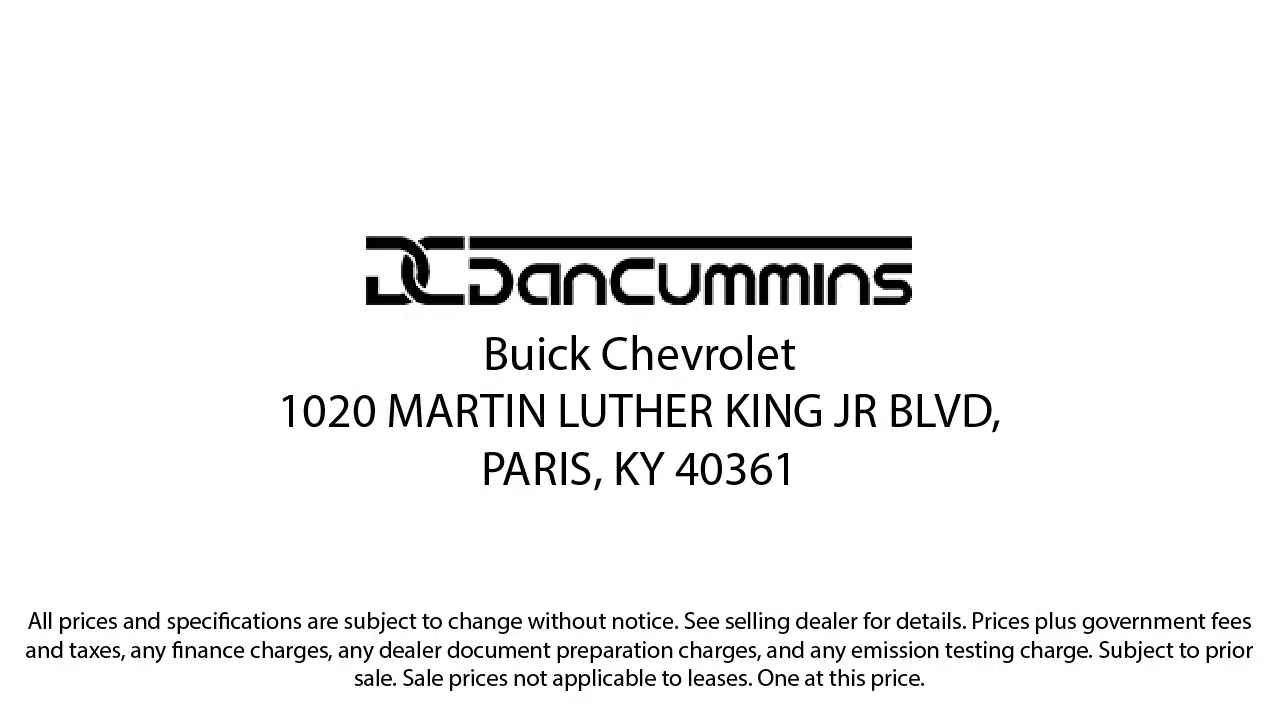 DC DanCummins
Buick Chevrolet
1020 MARTIN LUTHER KING JR BLVD,
PARIS, KY 40361
All prices and specifications are subject to change without notice. See selling dealer for details. Prices plus government fees
and taxes, any finance charges, any dealer document preparation charges, and any emission testing charge. Subject to prior
sale. Sale prices not applicable to leases. One at this price.